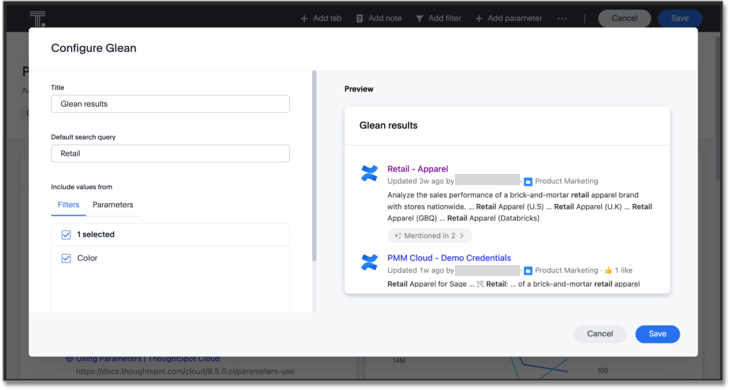 T.
+ Add tab
Add note
Add filter
+ Add parameter
...
Cancel
Save
Configure Glean
Title
Glean results
Default search query
Retail
Include values from
Filters
Parameters
1 selected
Color
Preview
Glean results
Retail - Apparel
Updated 3w ago by · Product Marketing
Analyze the sales performance of a brick-and-mortar retail apparel brand
with stores nationwide. ... Retail Apparel (U.S) ... Retail Apparel (U.K) ... Retail
Apparel (GBQ) ... Retail Apparel (Databricks)
Mentioned in 2 >
PMM Cloud - Demo Credentials
Updated 1w ago by · Product Marketing · 👍 1 like
Retail Apparel for Sage ... 🛒 Retail: ... of a brick-and-mortar retail apparel
Cancel
Save
Using Parameters | ThoughtSpot Cloud
https://docs.thoughtspot.com/cloud/9.5.0.cl/parameters-use
14M
100